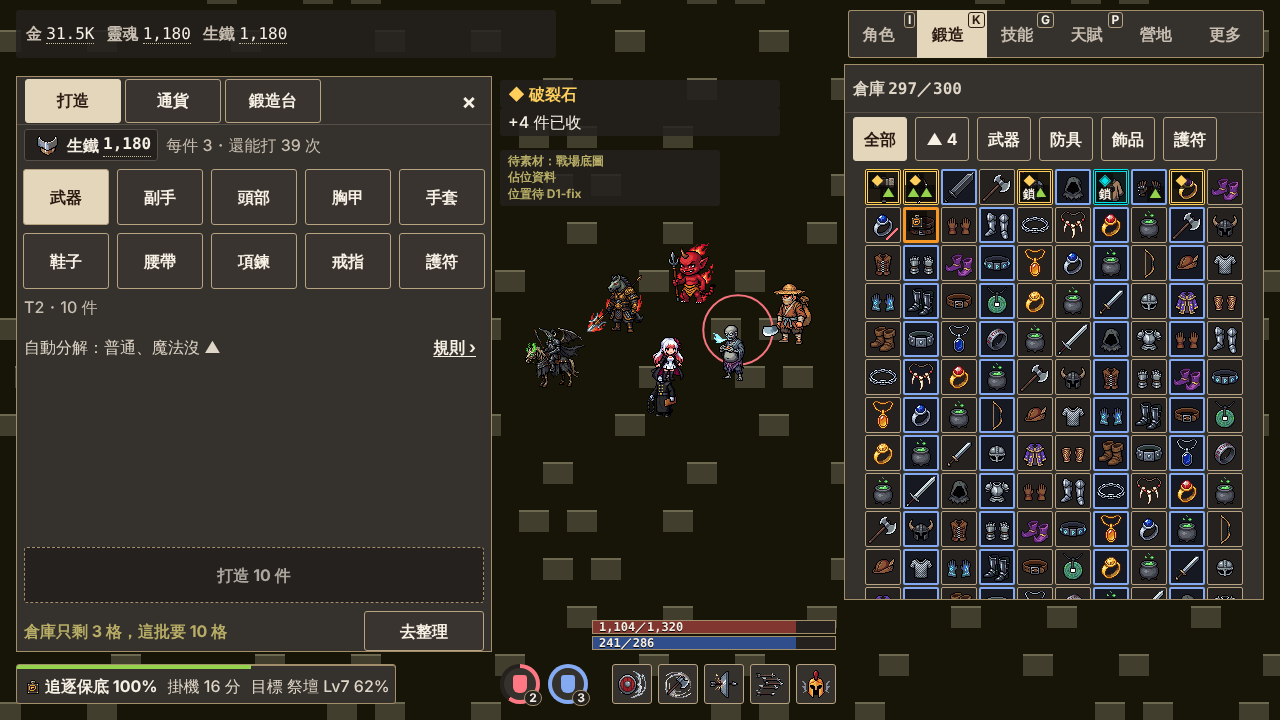 金 31.5K 靈魂 1,180 生鐵 1,180
角色 I
鍛造 K
技能 G
天賦 P
營地
更多
打造
通貨
鍛造台
×
生鐵 1,180 每件 3・還能打 39 次
武器
副手
頭部
胸甲
手套
鞋子
腰帶
項鍊
戒指
護符
T2・10 件
自動分解：普通、魔法沒 ▲
規則 ›
打造 10 件
倉庫只剩 3 格，這批要 10 格
去整理
追逐保底 100% 掛機 16 分 目標 祭壇 Lv7 62%
◆ 破裂石
+4 件已收
待素材：戰場底圖
佔位資料
位置待 D1-fix
1,104／1,320
241／286
2
3
倉庫 297／300
全部
▲ 4
武器
防具
飾品
護符
鎖
鎖